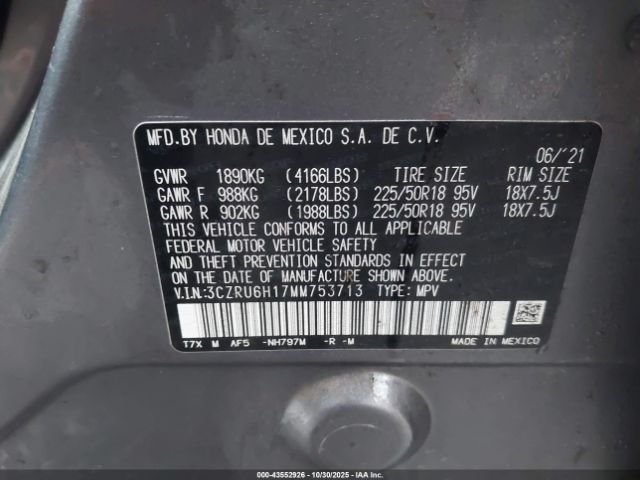 MFD.BY HONDA DE MEXICO S.A. DE C.V.
06/'21
GVWR 1890KG (4166LBS) TIRE SIZE RIM SIZE
GAWR F 988KG (2178LBS) 225/50R18 95V 18X7.5J
GAWR R 902KG (1988LBS) 225/50R18 95V 18X7.5J
THIS VEHICLE CONFORMS TO ALL APPLICABLE
FEDERAL MOTOR VEHICLE SAFETY
AND THEFT PREVENTION STANDARDS IN EFFECT
ON THE DATE OF MANUFACTURE SHOWN ABOVE.
V.I.N:3CZRU6H17MM753713 TYPE: MPV
T7X M AF5 -NH797M -R -M MADE IN MEXICO
000-43552926 - 10/30/2025 - IAAI.COM